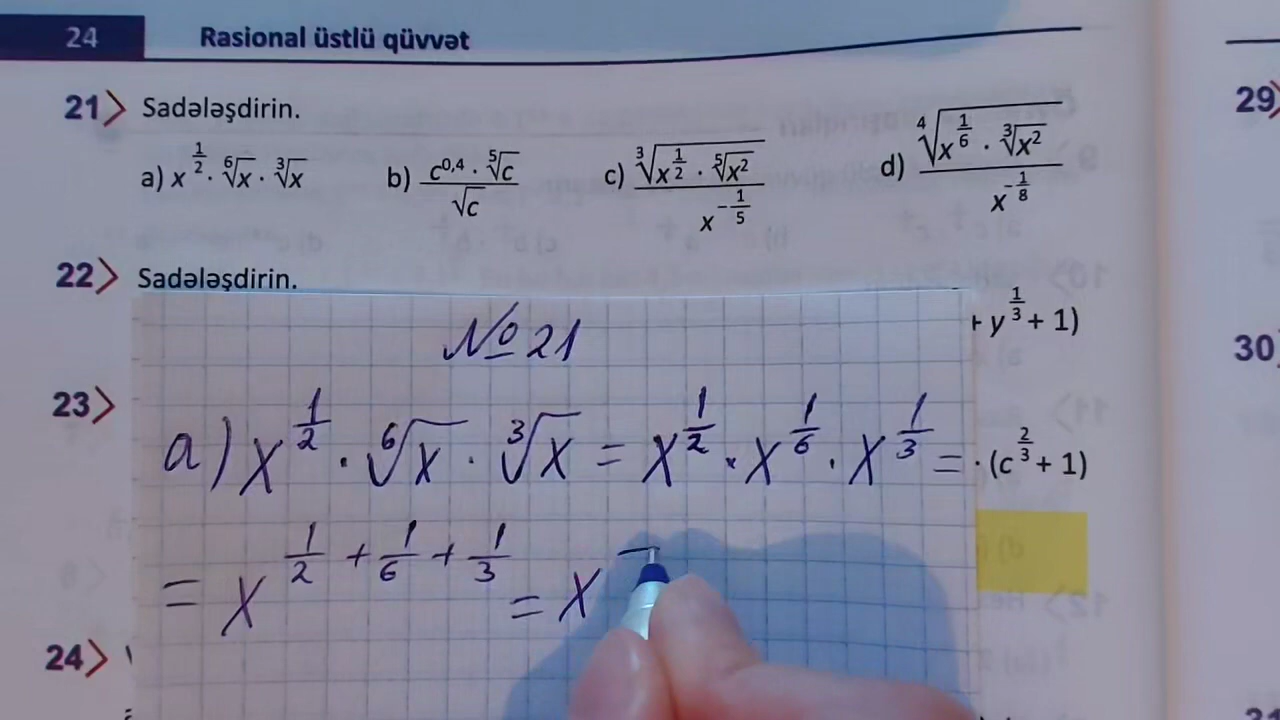 24 Rasional üstlü qüvvət
21 Sadələşdirin.
a) x^(1/2) · ⁶√x · ³√x b) (c^(0,4) · ⁵√c)/√c c) ³√(x^(1/2) · ⁵√(x²))/x^(-1/5) d) ⁴√(x^(1/6) · ³√(x²))/x^(-1/8)
22 Sadələşdirin.
+ y^(1/3) + 1)
23
· (c^(2/3) + 1)
24
№ 21
a) x^(1/2) · ⁶√x · ³√x = x^(1/2) · x^(1/6) · x^(1/3) =
= x^(1/2 + 1/6 + 1/3) = x
29
30